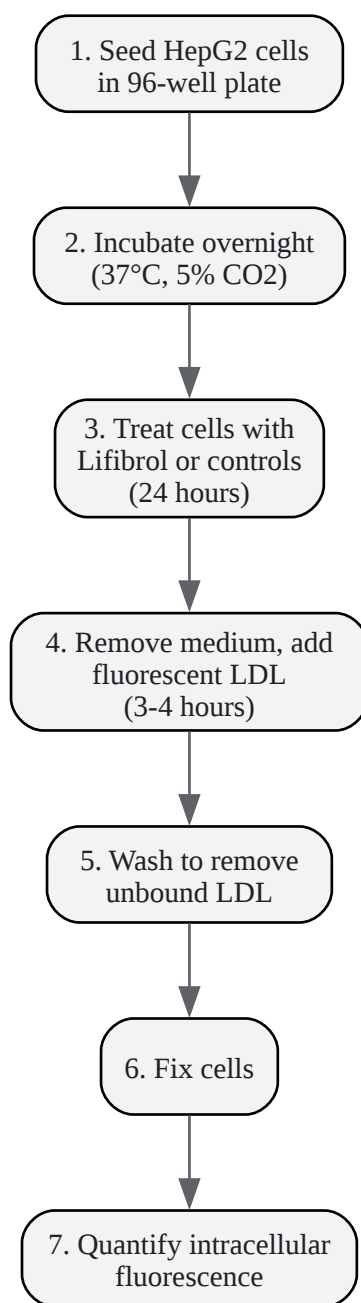 1. Seed HepG2 cells
in 96-well plate
2. Incubate overnight
(37°C, 5% CO2)
3. Treat cells with
Lifibrol or controls
(24 hours)
4. Remove medium, add
fluorescent LDL
(3-4 hours)
5. Wash to remove
unbound LDL
6. Fix cells
7. Quantify intracellular
fluorescence